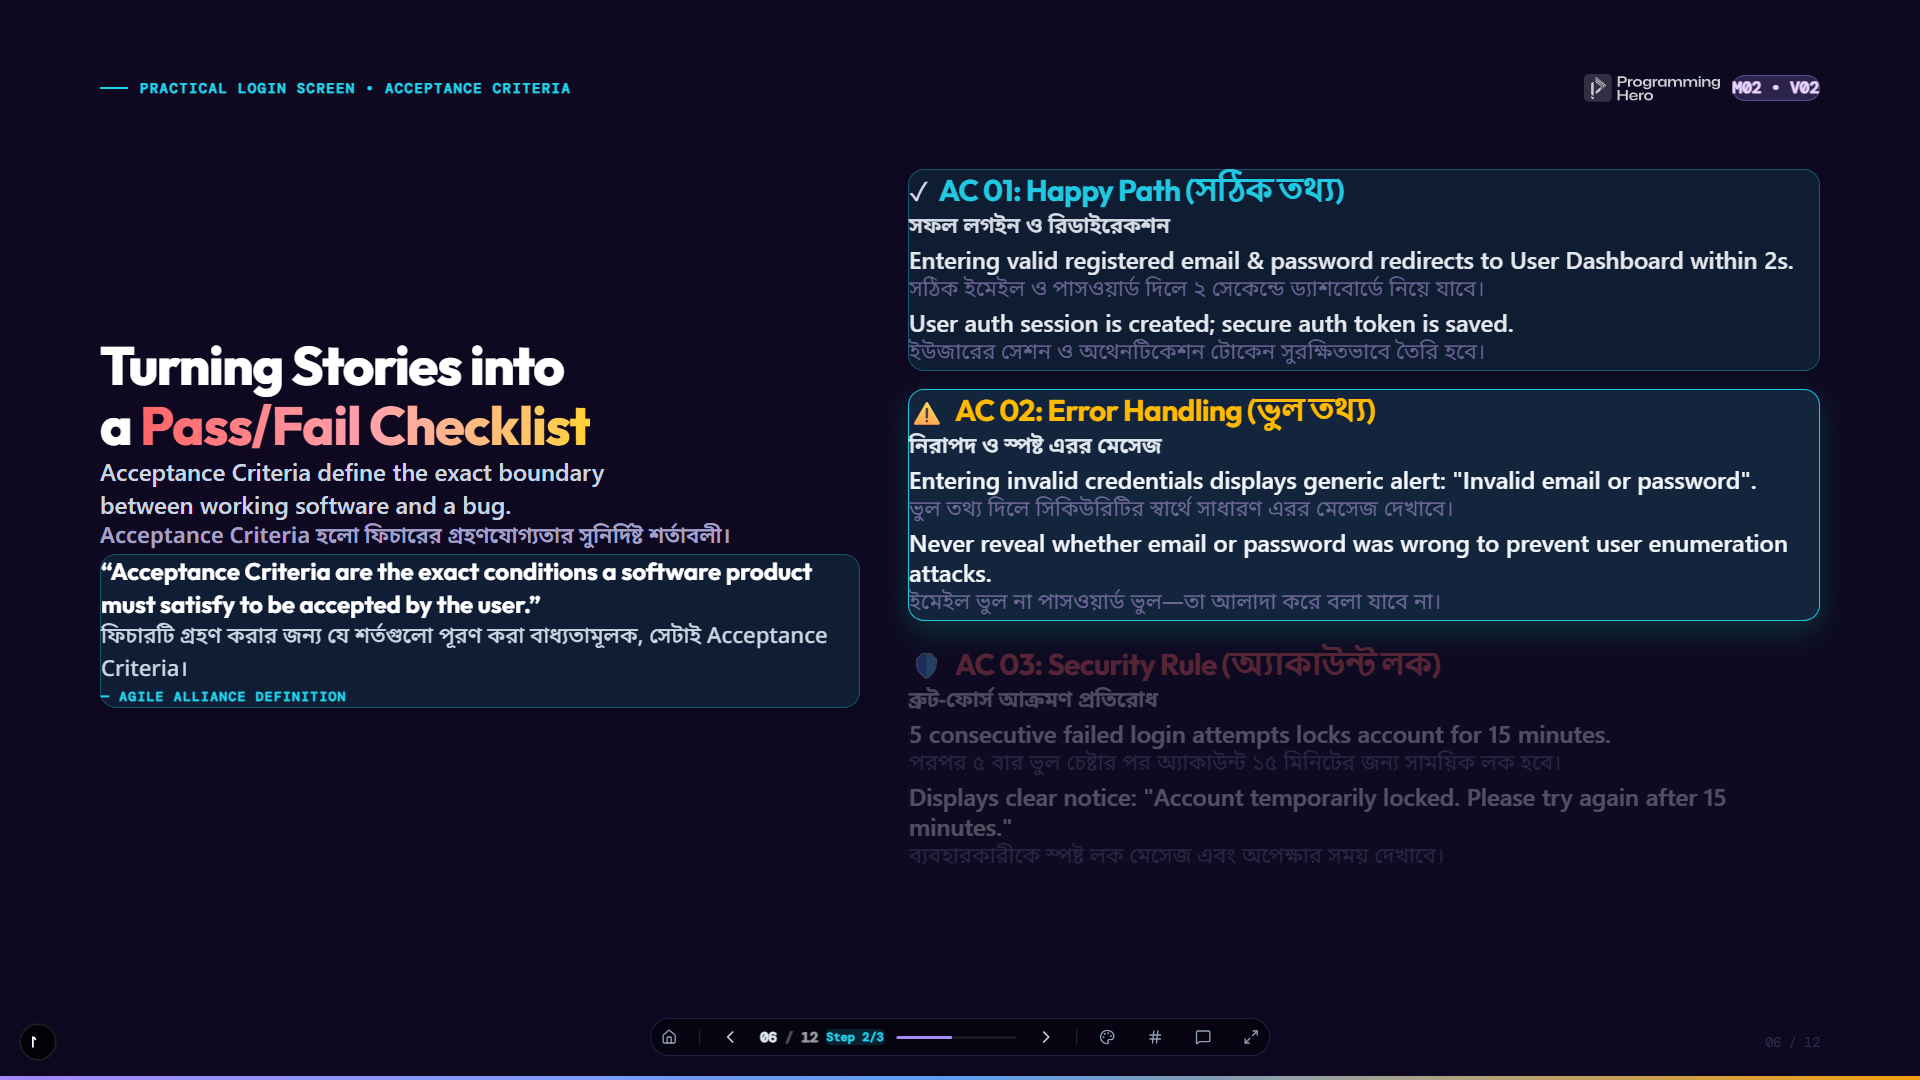 PRACTICAL LOGIN SCREEN • ACCEPTANCE CRITERIA
Programming
Hero
M02 • V02
Turning Stories into
a Pass/Fail Checklist
Acceptance Criteria define the exact boundary
between working software and a bug.
Acceptance Criteria হলো ফিচারের গ্রহণযোগ্যতার সুনির্দিষ্ট শর্তাবলী।
“Acceptance Criteria are the exact conditions a software product
must satisfy to be accepted by the user.”
ফিচারটি গ্রহণ করার জন্য যে শর্তগুলো পূরণ করা বাধ্যতামূলক, সেটাই Acceptance
Criteria।
— AGILE ALLIANCE DEFINITION
✓ AC 01: Happy Path (সঠিক তথ্য)
সফল লগইন ও রিডাইরেকশন
Entering valid registered email & password redirects to User Dashboard within 2s.
সঠিক ইমেইল ও পাসওয়ার্ড দিলে ২ সেকেন্ডে ড্যাশবোর্ডে নিয়ে যাবে।
User auth session is created; secure auth token is saved.
ইউজারের সেশন ও অথেনটিকেশন টোকেন সুরক্ষিতভাবে তৈরি হবে।
⚠️ AC 02: Error Handling (ভুল তথ্য)
নিরাপদ ও স্পষ্ট এরর মেসেজ
Entering invalid credentials displays generic alert: "Invalid email or password".
ভুল তথ্য দিলে সিকিউরিটির স্বার্থে সাধারণ এরর মেসেজ দেখাবে।
Never reveal whether email or password was wrong to prevent user enumeration
attacks.
ইমেইল ভুল না পাসওয়ার্ড ভুল—তা আলাদা করে বলা যাবে না।
🛡️ AC 03: Security Rule (অ্যাকাউন্ট লক)
ব্রুট-ফোর্স আক্রমণ প্রতিরোধ
5 consecutive failed login attempts locks account for 15 minutes.
পরপর ৫ বার ভুল চেষ্টার পর অ্যাকাউন্ট ১৫ মিনিটের জন্য সাময়িক লক হবে।
Displays clear notice: "Account temporarily locked. Please try again after 15
minutes."
ব্যবহারকারীকে স্পষ্ট লক মেসেজ এবং অপেক্ষার সময় দেখাবে।
06 / 12 Step 2/3
06 / 12